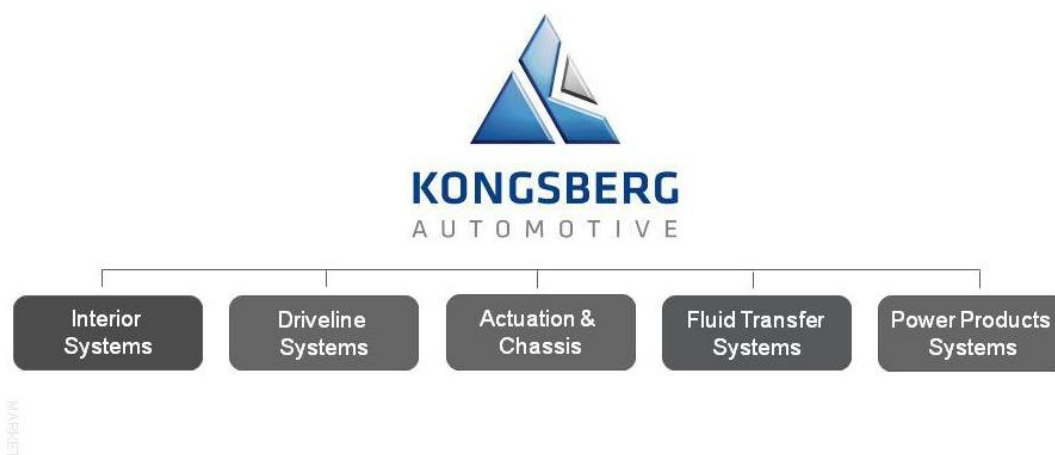 KONGSBERG
AUTOMOTIVE
Interior
Systems
Driveline
Systems
Actuation &
Chassis
Fluid Transfer
Systems
Power Products
Systems